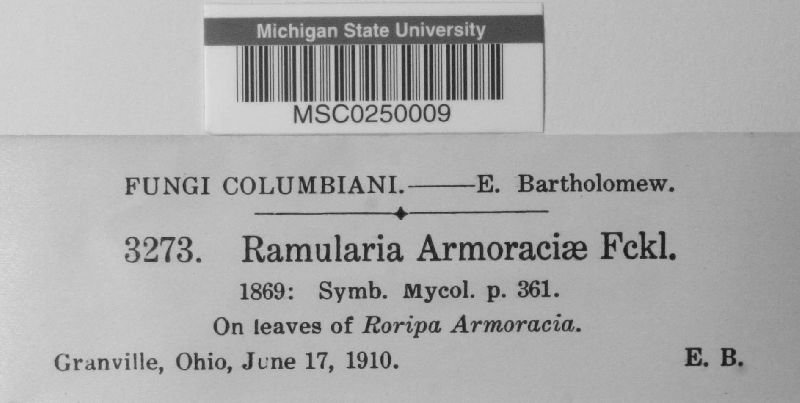 Michigan State University
MSC0250009
FUNGI COLUMBIANI.——E. Bartholomew.
3273. Ramularia Armoraciæ Fckl.
1869: Symb. Mycol. p. 361.
On leaves of Roripa Armoracia.
Granville, Ohio, June 17, 1910. E. B.